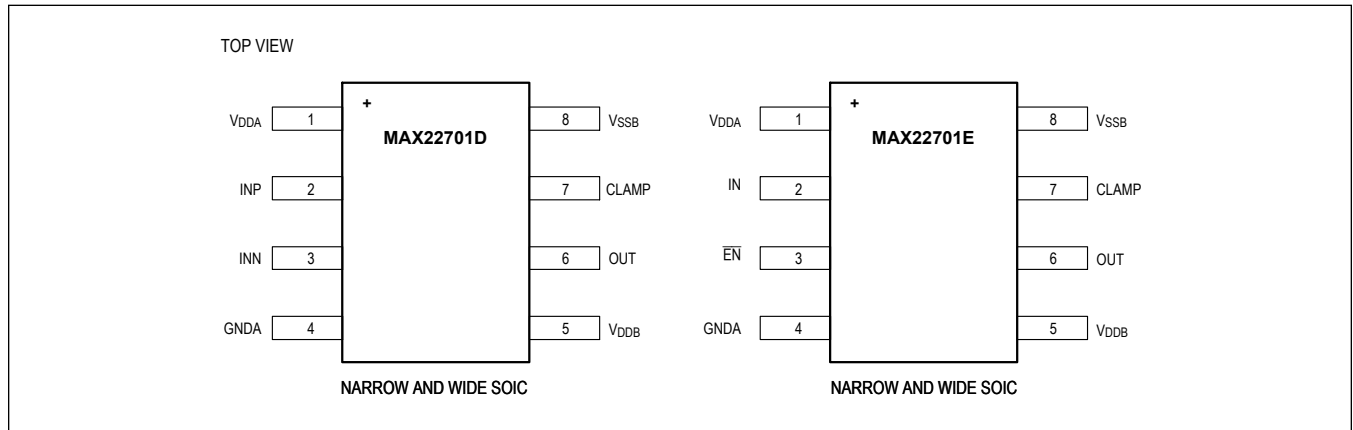 TOP VIEW
+
MAX22701D
VDDA 1
8 VSSB
INP 2
7 CLAMP
INN 3
6 OUT
GNDA 4
5 VDDB
NARROW AND WIDE SOIC
+
MAX22701E
VDDA 1
8 VSSB
IN 2
7 CLAMP
E̅N̅ 3
6 OUT
GNDA 4
5 VDDB
NARROW AND WIDE SOIC